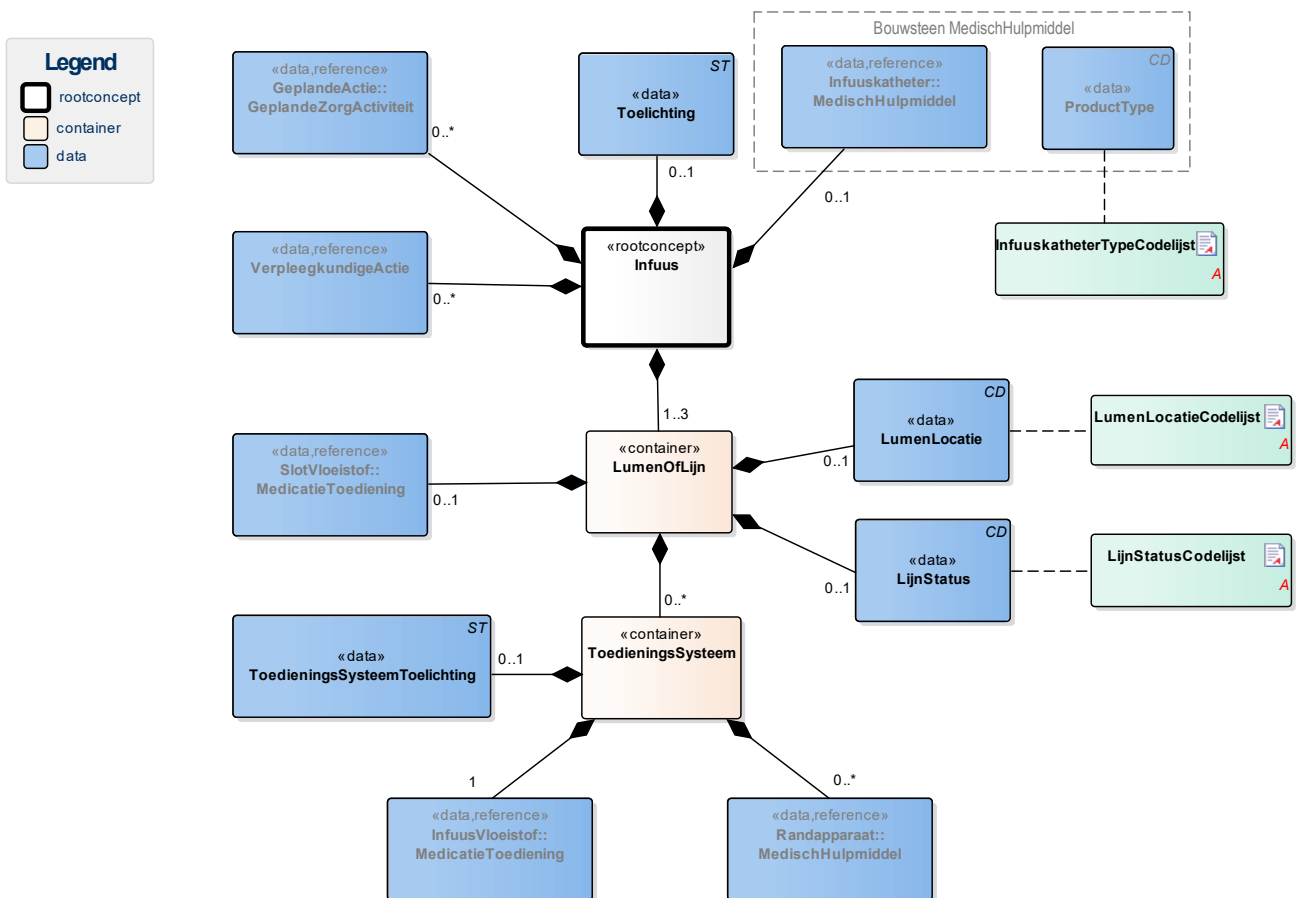 Legend
rootconcept
container
data
«data,reference»
GeplandeActie::
GeplandeZorgActiviteit
0..*
ST
«data»
Toelichting
0..1
Bouwsteen MedischHulpmiddel
«data,reference»
Infuuskatheter::
MedischHulpmiddel
0..1
CD
«data»
ProductType
InfuuskatheterTypeCodelijst
A
«data,reference»
VerpleegkundigeActie
0..*
«rootconcept»
Infuus
1..3
«data,reference»
SlotVloeistof::
MedicatieToediening
0..1
«container»
LumenOfLijn
CD
«data»
LumenLocatie
0..1
LumenLocatieCodelijst
A
CD
«data»
LijnStatus
0..1
LijnStatusCodelijst
A
0..*
ST
«data»
ToedieningsSysteemToelichting
0..1
«container»
ToedieningsSysteem
1
0..*
«data,reference»
InfuusVloeistof::
MedicatieToediening
«data,reference»
Randapparaat::
MedischHulpmiddel